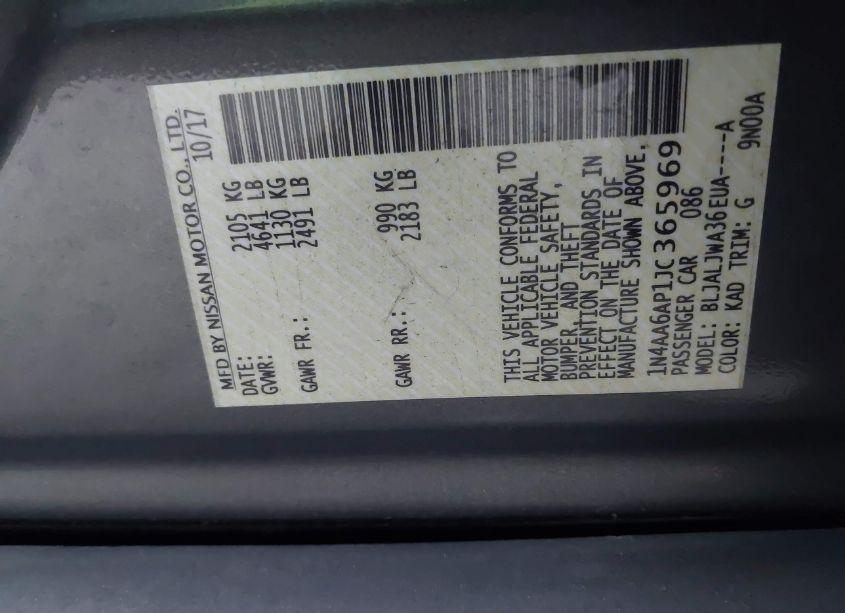 MFD BY NISSAN MOTOR CO., LTD.
DATE: 10/17
GVWR: 2105 KG
4641 LB
GAWR FR.: 1130 KG
2491 LB
GAWR RR.: 990 KG
2183 LB
THIS VEHICLE CONFORMS TO
ALL APPLICABLE FEDERAL
MOTOR VEHICLE SAFETY,
BUMPER, AND THEFT
PREVENTION STANDARDS IN
EFFECT ON THE DATE OF
MANUFACTURE SHOWN ABOVE.
1N4AA6AP1JC365969
PASSENGER CAR 086
MODEL: BLJALJWA36EUA----A
COLOR: KAD TRIM: G 9N00A